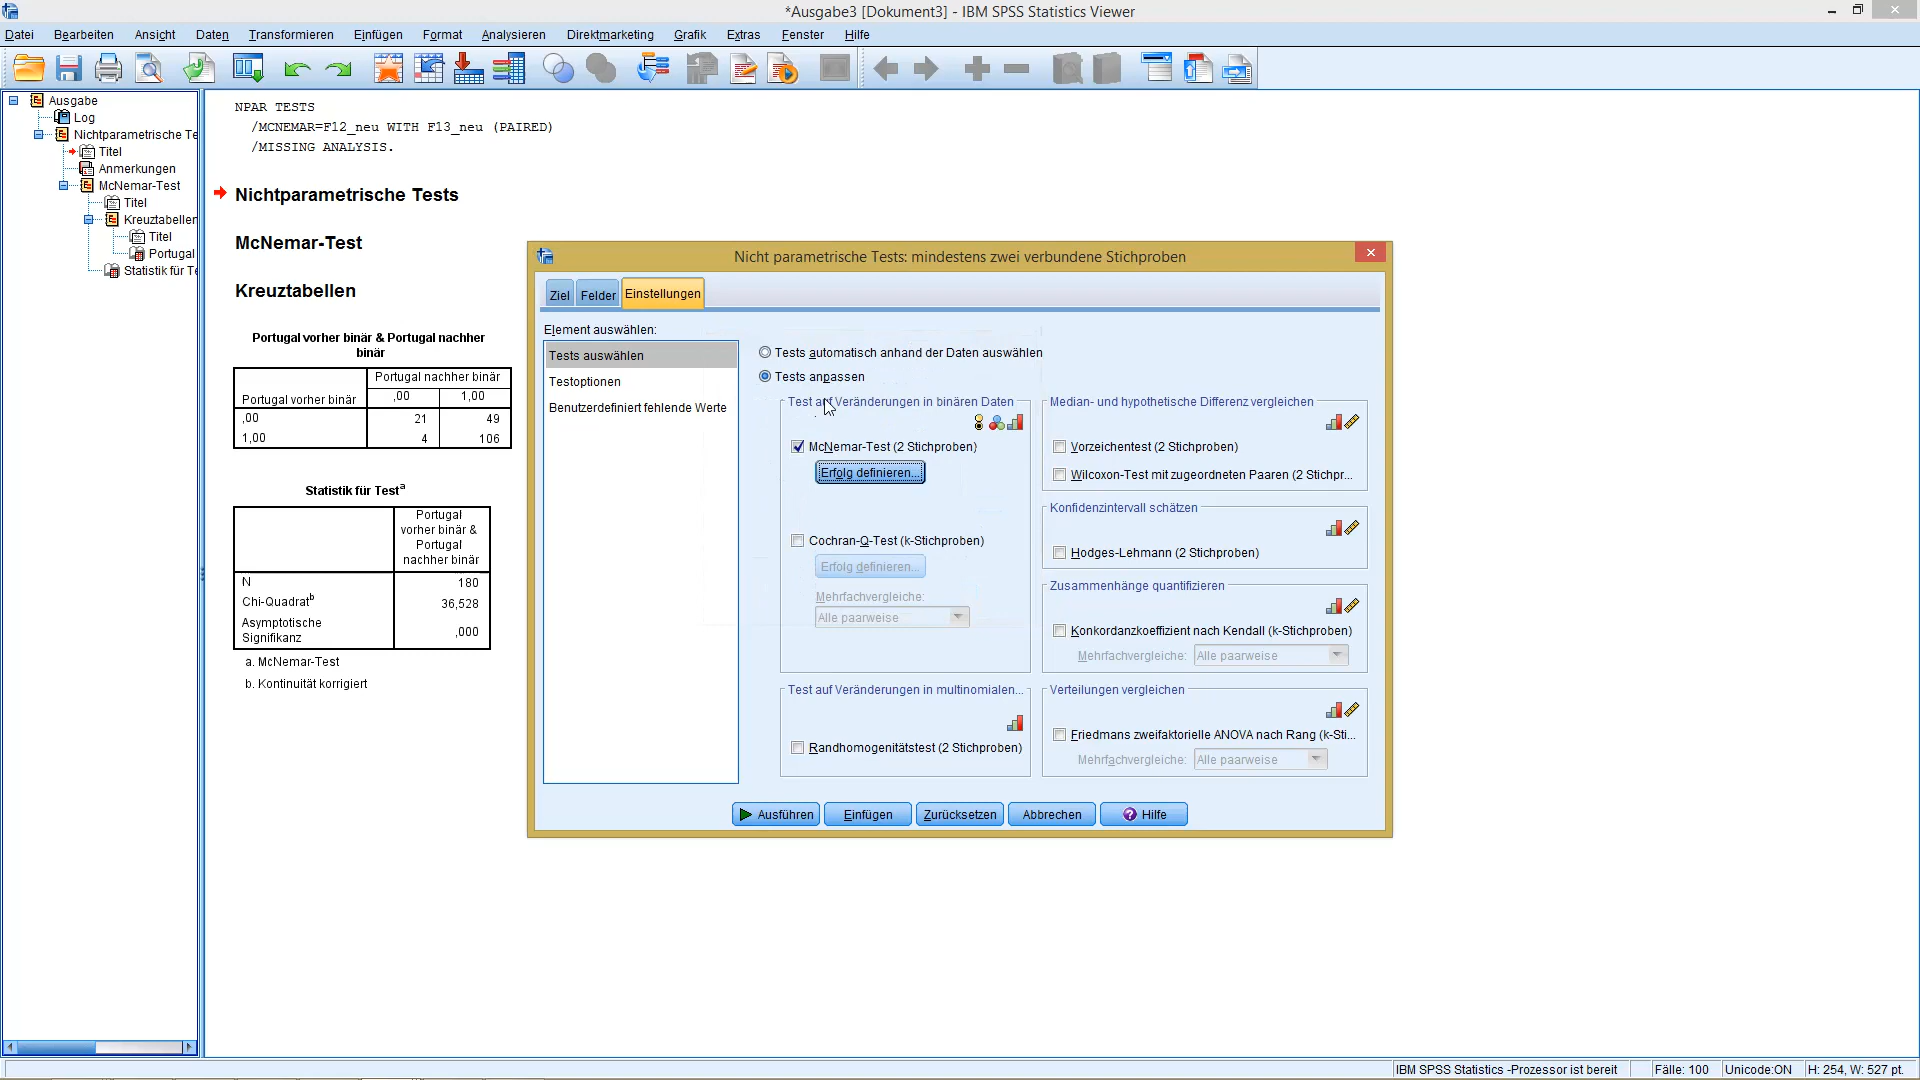 *Ausgabe3 [Dokument3] - IBM SPSS Statistics Viewer
Datei Bearbeiten Ansicht Daten Transformieren Einfügen Format Analysieren Direktmarketing Grafik Extras Fenster Hilfe
Ausgabe
Log
Nichtparametrische Te
Titel
Anmerkungen
McNemar-Test
Titel
Kreuztabellen
Titel
Portugal
Statistik für Te
NPAR TESTS
/MCNEMAR=F12_neu WITH F13_neu (PAIRED)
/MISSING ANALYSIS.
Nichtparametrische Tests
McNemar-Test
Kreuztabellen
Portugal vorher binär & Portugal nachher
binär
Portugal nachher binär
Portugal vorher binär ,00 1,00
,00 21 49
1,00 4 106
Statistik für Testa
Portugal
vorher binär &
Portugal
nachher binär
N 180
Chi-Quadratb 36,528
Asymptotische
Signifikanz ,000
a. McNemar-Test
b. Kontinuität korrigiert
Nicht parametrische Tests: mindestens zwei verbundene Stichproben
Ziel Felder Einstellungen
Element auswählen:
Tests auswählen
Testoptionen
Benutzerdefiniert fehlende Werte
Tests automatisch anhand der Daten auswählen
Tests anpassen
Test auf Veränderungen in binären Daten
McNemar-Test (2 Stichproben)
Erfolg definieren...
Cochran-Q-Test (k-Stichproben)
Erfolg definieren...
Mehrfachvergleiche:
Alle paarweise
Test auf Veränderungen in multinomialen...
Randhomogenitätstest (2 Stichproben)
Median- und hypothetische Differenz vergleichen
Vorzeichentest (2 Stichproben)
Wilcoxon-Test mit zugeordneten Paaren (2 Stichpr...
Konfidenzintervall schätzen
Hodges-Lehmann (2 Stichproben)
Zusammenhänge quantifizieren
Konkordanzkoeffizient nach Kendall (k-Stichproben)
Mehrfachvergleiche: Alle paarweise
Verteilungen vergleichen
Friedmans zweifaktorielle ANOVA nach Rang (k-Sti...
Mehrfachvergleiche: Alle paarweise
Ausführen Einfügen Zurücksetzen Abbrechen Hilfe
IBM SPSS Statistics -Prozessor ist bereit Fälle: 100 Unicode:ON H: 254, W: 527 pt.